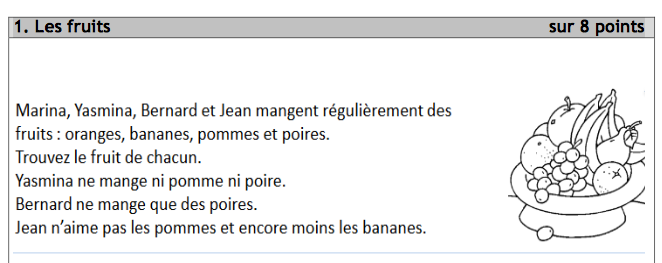 1. Les fruits sur 8 points
Marina, Yasmina, Bernard et Jean mangent régulièrement des
fruits : oranges, bananes, pommes et poires.
Trouvez le fruit de chacun.
Yasmina ne mange ni pomme ni poire.
Bernard ne mange que des poires.
Jean n'aime pas les pommes et encore moins les bananes.